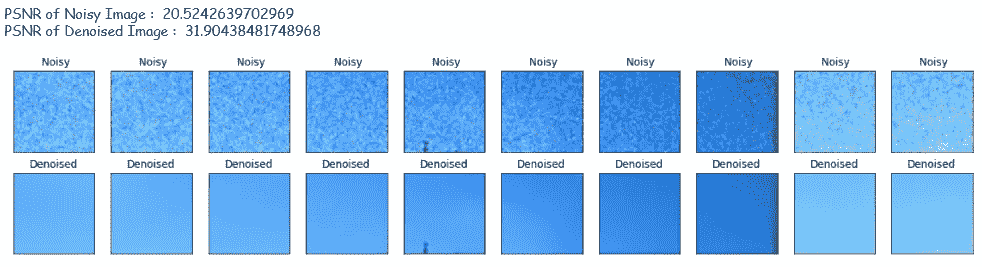 PSNR of Noisy Image : 20.5242639702969
PSNR of Denoised Image : 31.90438481748968
Noisy Noisy Noisy Noisy Noisy Noisy Noisy Noisy Noisy Noisy
Denoised Denoised Denoised Denoised Denoised Denoised Denoised Denoised Denoised Denoised